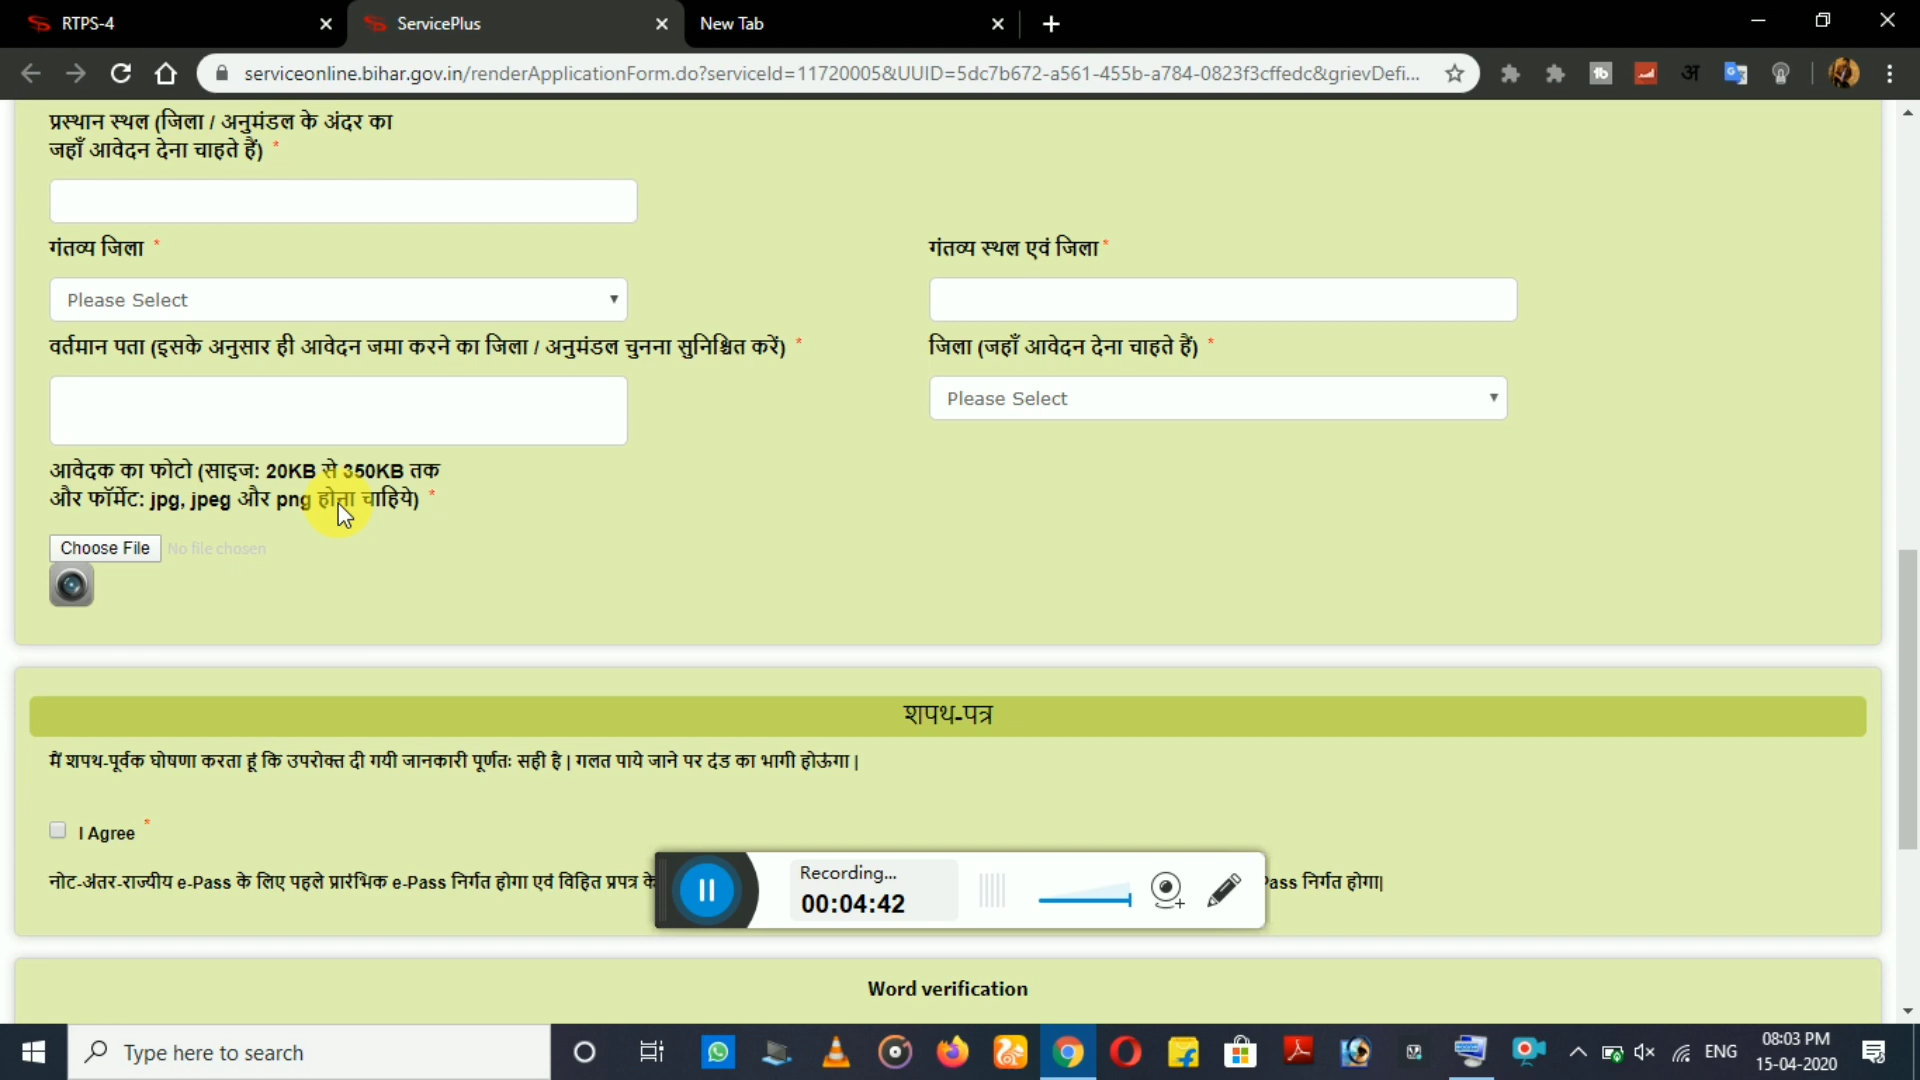 RTPS-4
ServicePlus
New Tab
serviceonline.bihar.gov.in/renderApplicationForm.do?serviceId=11720005&UUID=5dc7b672-a561-455b-a784-0823f3cffedc&grievDefi...
प्रस्थान स्थल (जिला / अनुमंडल के अंदर का
जहाँ आवेदन देना चाहते हैं) *
गंतव्य जिला *
गंतव्य स्थल एवं जिला *
Please Select
वर्तमान पता (इसके अनुसार ही आवेदन जमा करने का जिला / अनुमंडल चुनना सुनिश्चित करें) *
जिला (जहाँ आवेदन देना चाहते हैं) *
Please Select
आवेदक का फोटो (साइज: 20KB से 350KB तक
और फॉर्मेट: jpg, jpeg और png होना चाहिये) *
Choose File No file chosen
शपथ-पत्र
मैं शपथ-पूर्वक घोषणा करता हूं कि उपरोक्त दी गयी जानकारी पूर्णतः सही है | गलत पाये जाने पर दंड का भागी होऊंगा |
I Agree *
नोट-अंतर-राज्यीय e-Pass के लिए पहले प्रारंभिक e-Pass निर्गत होगा एवं विहित प्रपत्र के
ass निर्गत होगा|
Recording...
00:04:42
Word verification
Type here to search
ENG
08:03 PM
15-04-2020